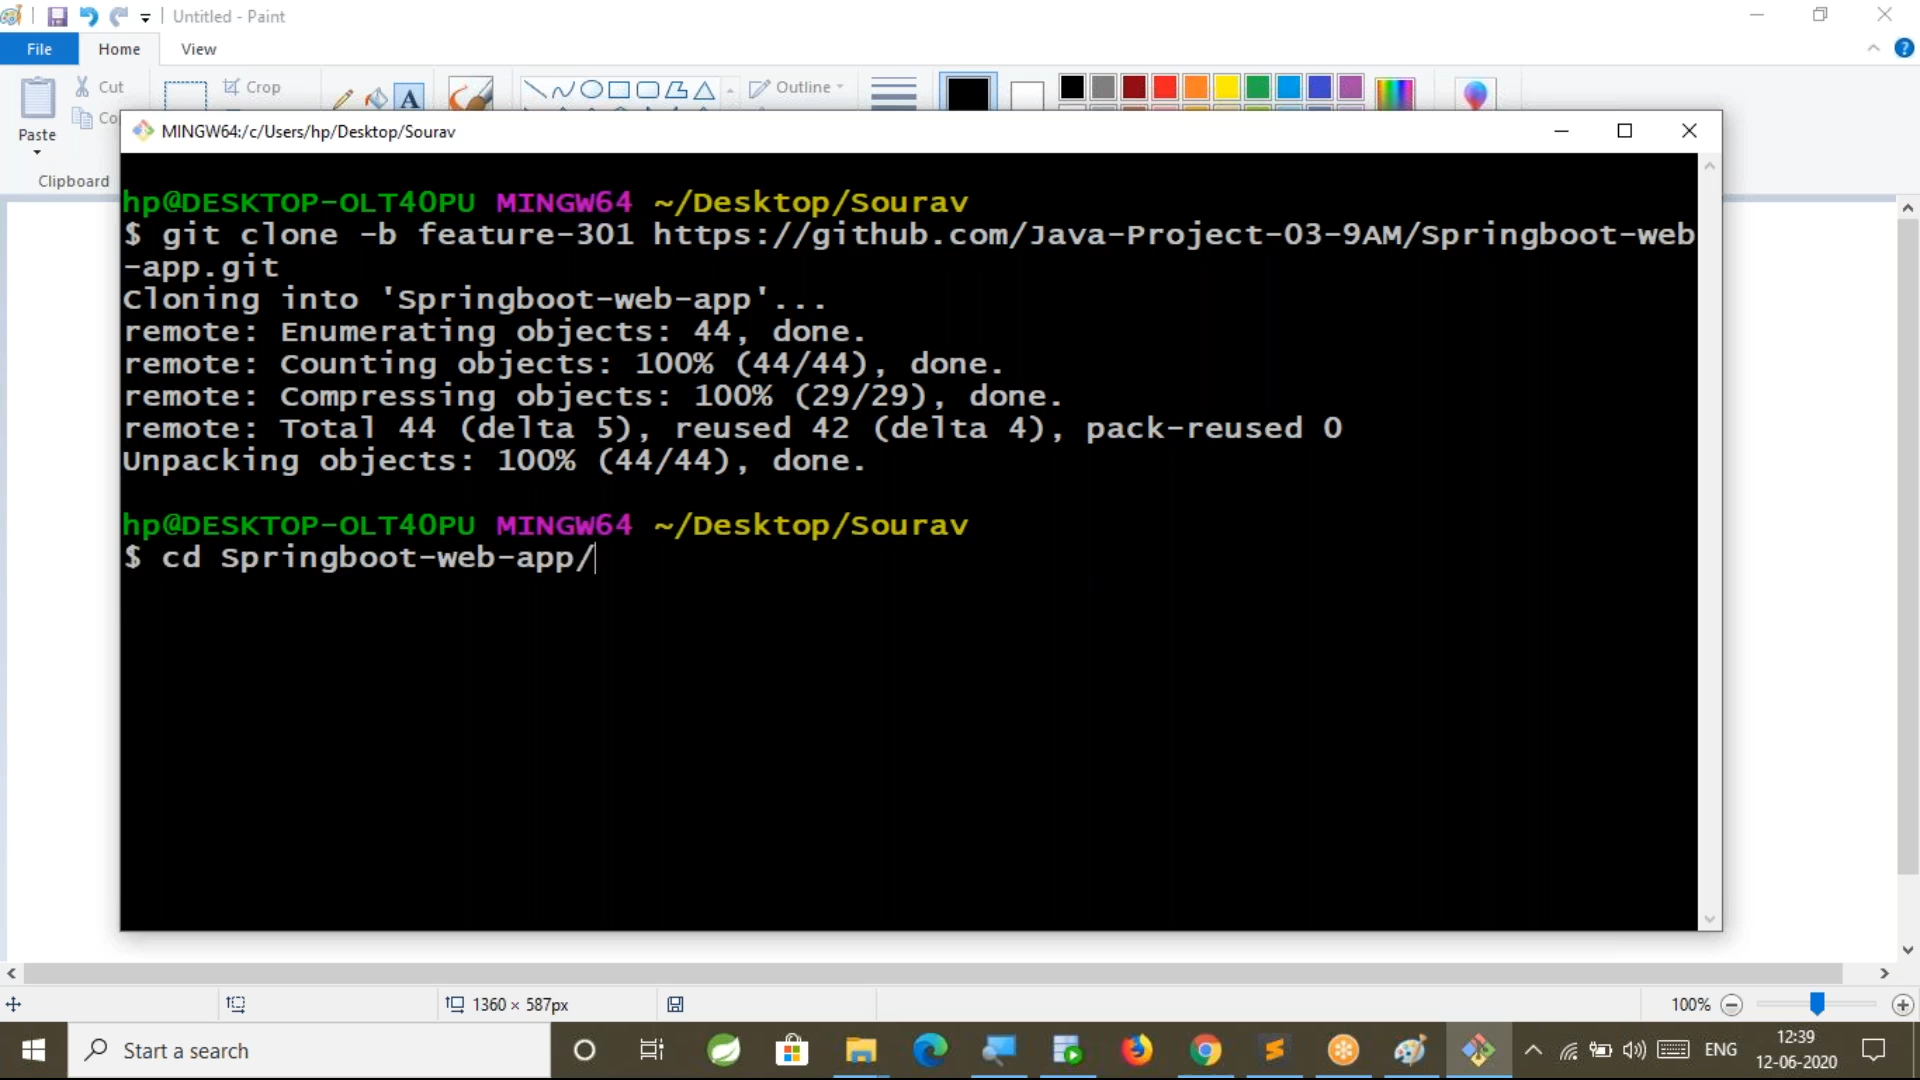 Untitled - Paint
File
Home
View
Paste
Cut
Co
Crop
A
Outline
Clipboard
MINGW64:/c/Users/hp/Desktop/Sourav
hp@DESKTOP-OLT40PU MINGW64 ~/Desktop/Sourav
$ git clone -b feature-301 https://github.com/Java-Project-03-9AM/Springboot-web
-app.git
Cloning into 'Springboot-web-app'...
remote: Enumerating objects: 44, done.
remote: Counting objects: 100% (44/44), done.
remote: Compressing objects: 100% (29/29), done.
remote: Total 44 (delta 5), reused 42 (delta 4), pack-reused 0
Unpacking objects: 100% (44/44), done.
hp@DESKTOP-OLT40PU MINGW64 ~/Desktop/Sourav
$ cd Springboot-web-app/
1360 × 587px
100%
Start a search
ENG
12:39
12-06-2020